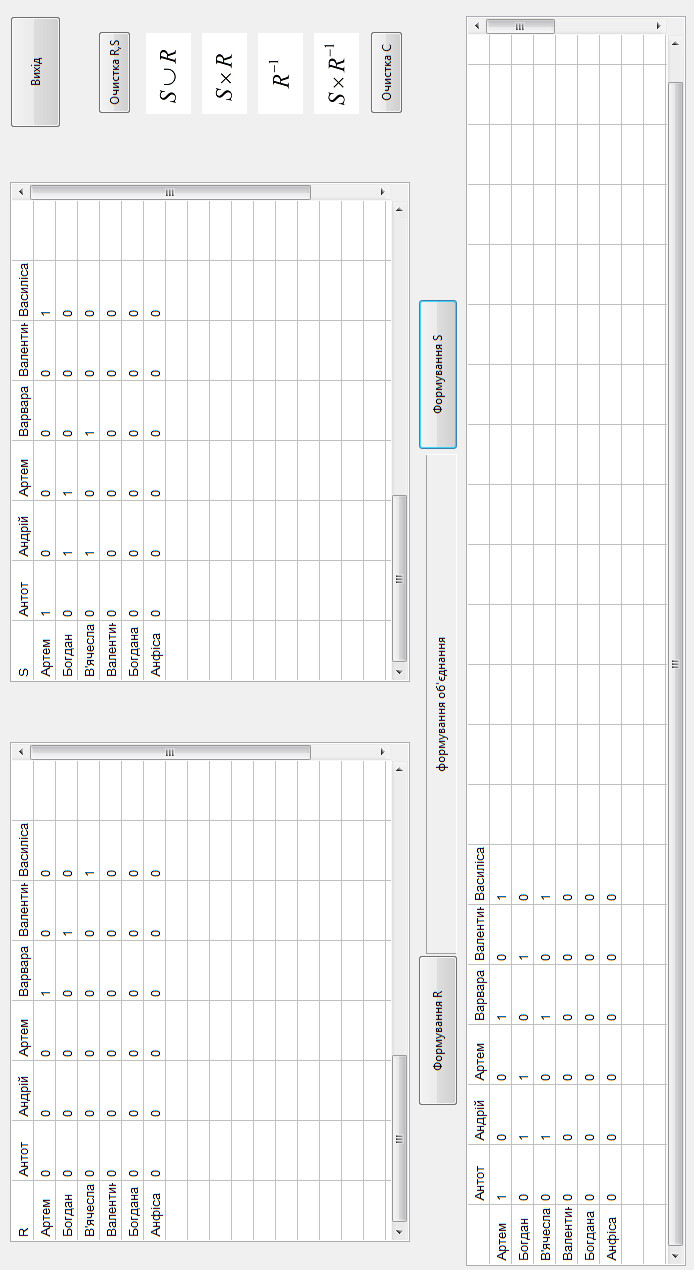 R Антот Андрій Артем Варвара Валентин Василіса
Артем 0 0 0 1 0 0
Богдан 0 0 0 0 1 0
В'ячесла 0 0 0 0 0 1
Валентин 0 0 0 0 0 0
Богдана 0 0 0 0 0 0
Анфіса 0 0 0 0 0 0
S Антот Андрій Артем Варвара Валентин Василіса
Артем 1 0 0 0 0 1
Богдан 0 1 1 0 0 0
В'ячесла 0 1 0 1 0 0
Валентин 0 0 0 0 0 0
Богдана 0 0 0 0 0 0
Анфіса 0 0 0 0 0 0
Вихід
Очистка R,S
S∪R
S×R
R⁻¹
S×R⁻¹
Очистка C
Формування R
формування об'єднання
Формування S
Антот Андрій Артем Варвара Валентин Василіса
Артем 1 0 0 1 0 1
Богдан 0 1 1 0 1 0
В'ячесла 0 1 0 1 0 1
Валентин 0 0 0 0 0 0
Богдана 0 0 0 0 0 0
Анфіса 0 0 0 0 0 0